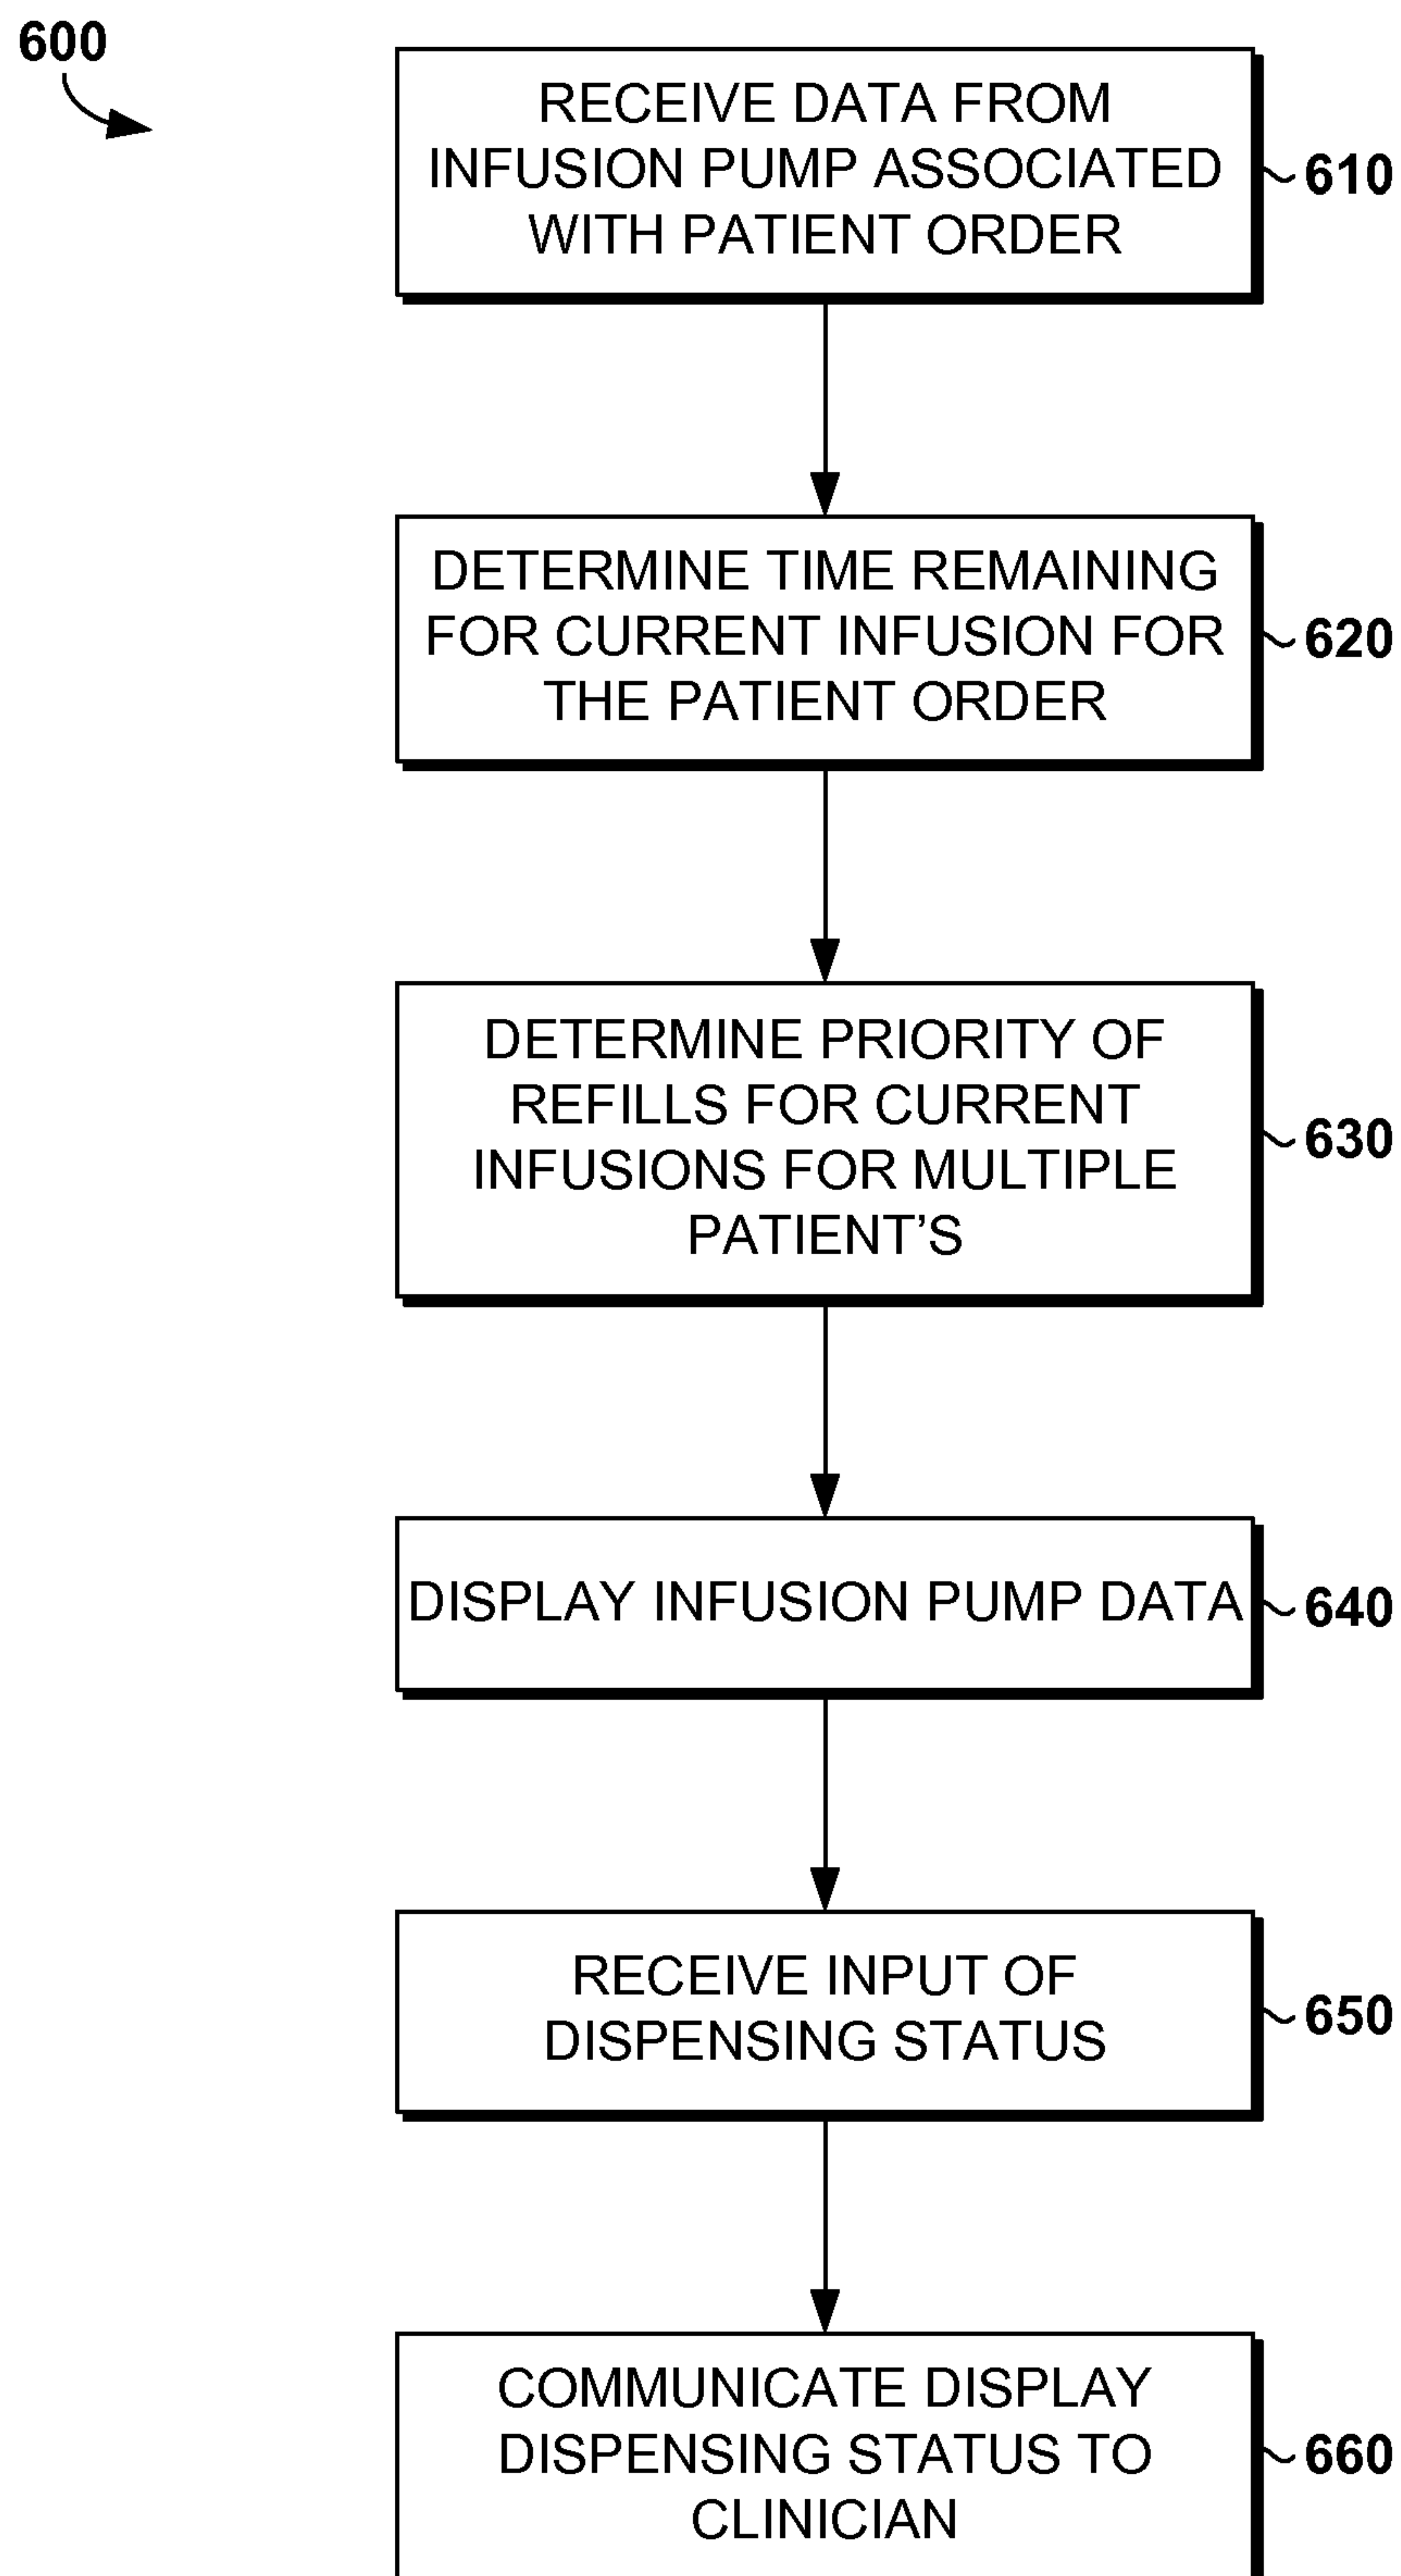 600
RECEIVE DATA FROM
INFUSION PUMP ASSOCIATED
WITH PATIENT ORDER
610
DETERMINE TIME REMAINING
FOR CURRENT INFUSION FOR
THE PATIENT ORDER
620
DETERMINE PRIORITY OF
REFILLS FOR CURRENT
INFUSIONS FOR MULTIPLE
PATIENT’S
630
DISPLAY INFUSION PUMP DATA
640
RECEIVE INPUT OF
DISPENSING STATUS
650
COMMUNICATE DISPLAY
DISPENSING STATUS TO
CLINICIAN
660